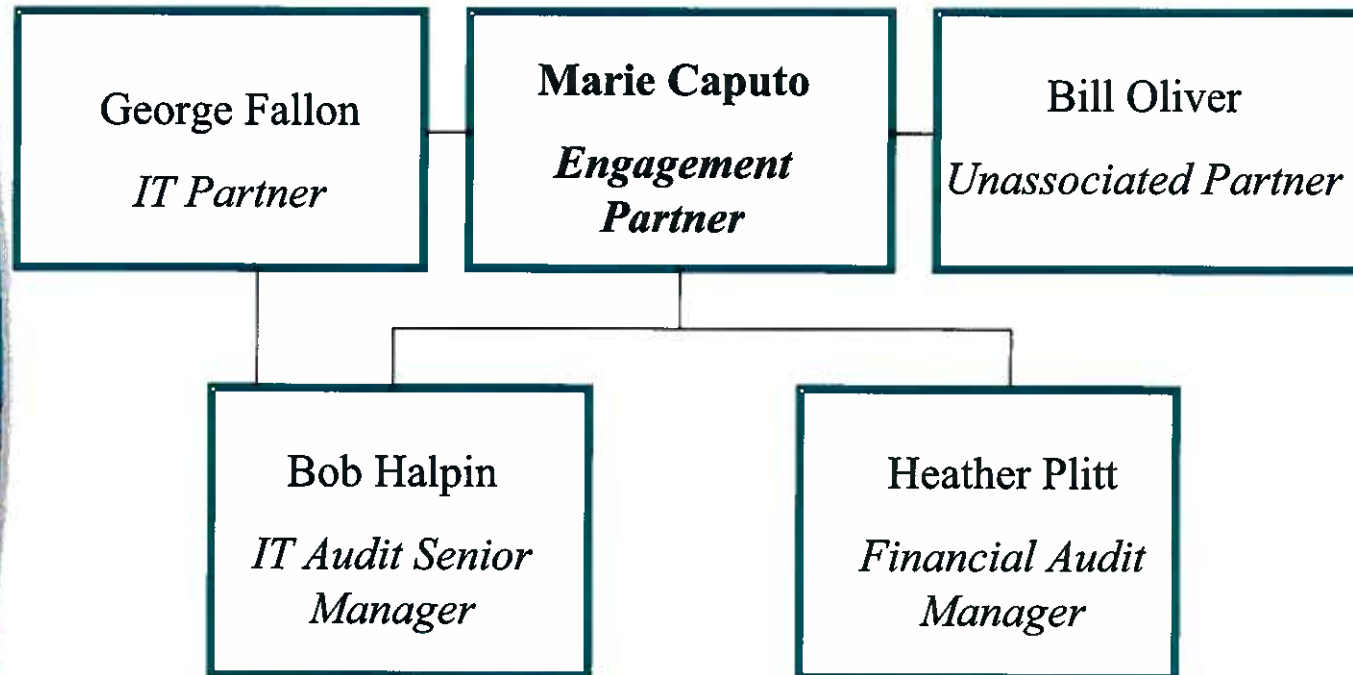 George Fallon
IT Partner
Marie Caputo
Engagement
Partner
Bill Oliver
Unassociated Partner
Bob Halpin
IT Audit Senior
Manager
Heather Plitt
Financial Audit
Manager